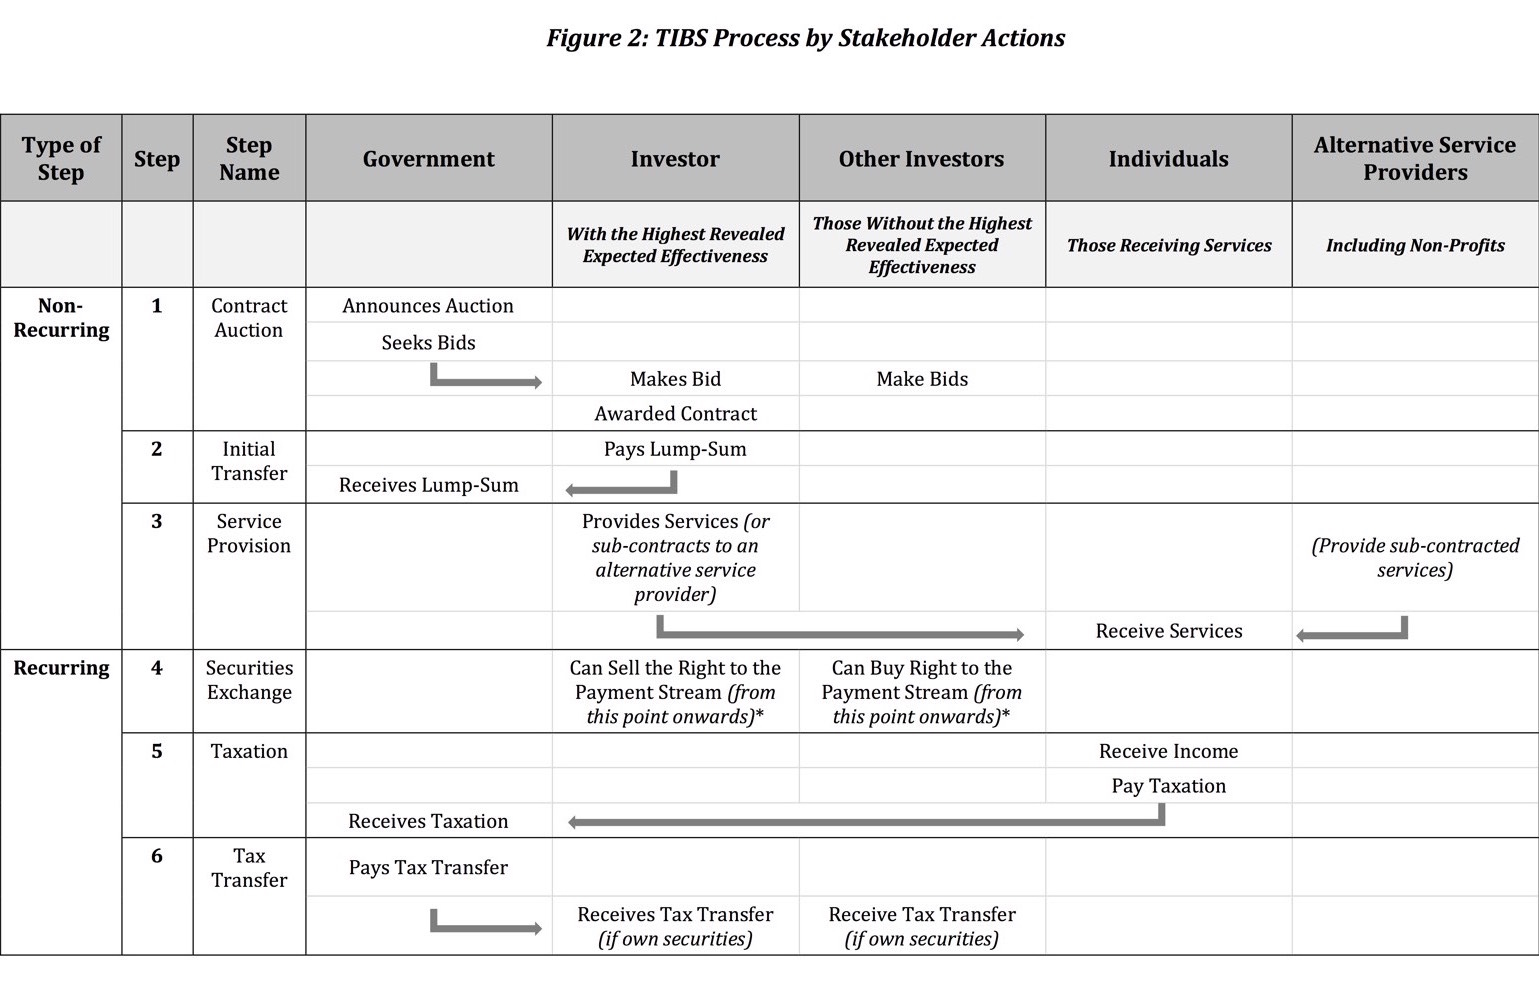 Figure 2: TIBS Process by Stakeholder Actions
Type of
Step
Step
Step
Name
Government
Investor
Other Investors
Individuals
Alternative Service
Providers
With the Highest Revealed
Expected Effectiveness
Those Without the Highest
Revealed Expected
Effectiveness
Those Receiving Services
Including Non-Profits
Non-
Recurring
1
Contract
Auction
Announces Auction
Seeks Bids
Makes Bid
Make Bids
Awarded Contract
2
Initial
Transfer
Pays Lump-Sum
Receives Lump-Sum
3
Service
Provision
Provides Services (or
sub-contracts to an
alternative service
provider)
(Provide sub-contracted
services)
Receive Services
Recurring
4
Securities
Exchange
Can Sell the Right to the
Payment Stream (from
this point onwards)*
Can Buy Right to the
Payment Stream (from
this point onwards)*
5
Taxation
Receive Income
Pay Taxation
Receives Taxation
6
Tax
Transfer
Pays Tax Transfer
Receives Tax Transfer
(if own securities)
Receive Tax Transfer
(if own securities)